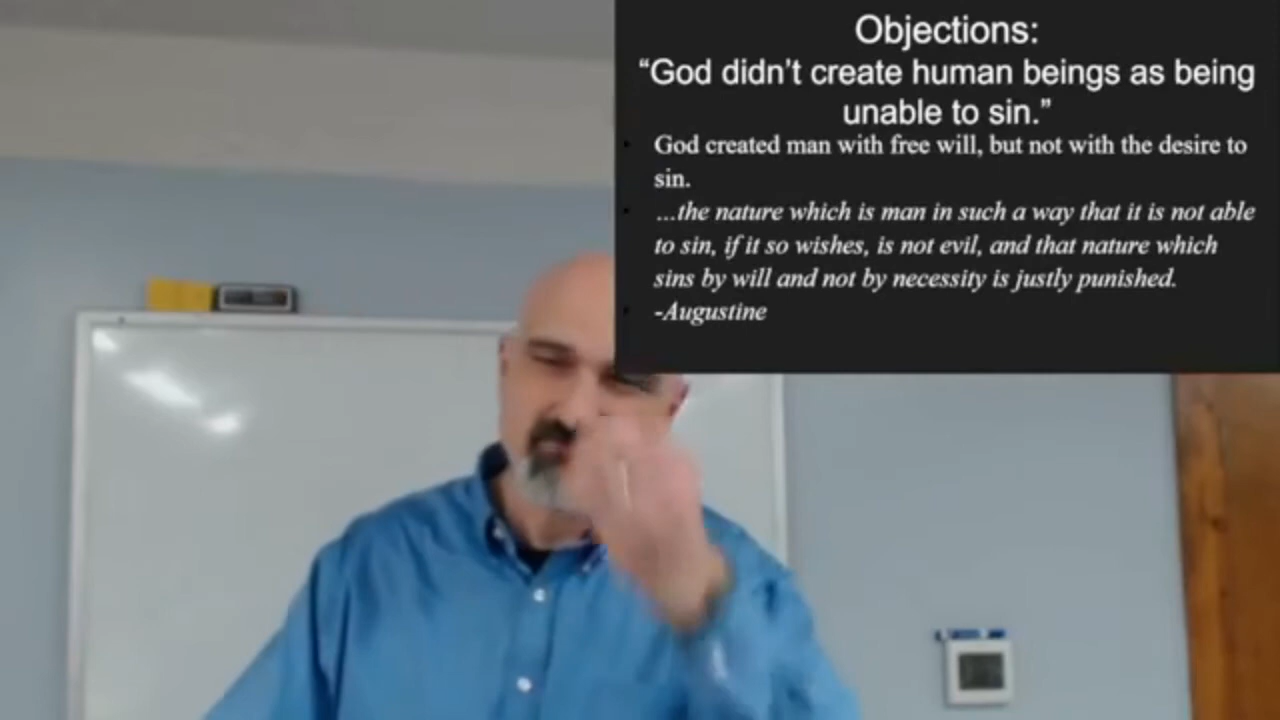 Objections:
“God didn’t create human beings as being
unable to sin.”
God created man with free will, but not with the desire to
sin.
...the nature which is man in such a way that it is not able
to sin, if it so wishes, is not evil, and that nature which
sins by will and not by necessity is justly punished.
-Augustine